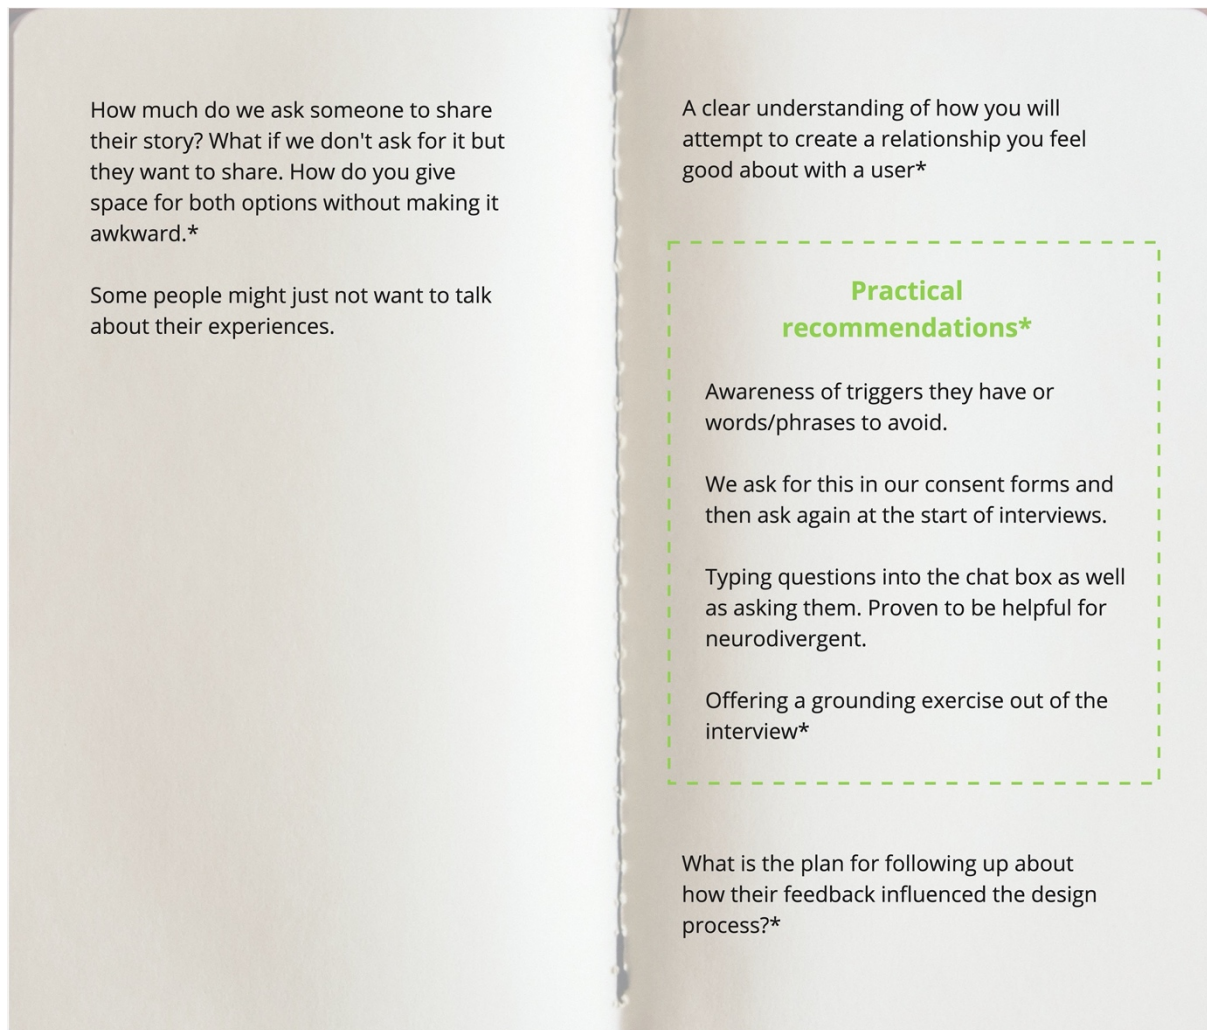 How much do we ask someone to share
their story? What if we don't ask for it but
they want to share. How do you give
space for both options without making it
awkward.*
Some people might just not want to talk
about their experiences.
A clear understanding of how you will
attempt to create a relationship you feel
good about with a user*
Practical
recommendations*
Awareness of triggers they have or
words/phrases to avoid.
We ask for this in our consent forms and
then ask again at the start of interviews.
Typing questions into the chat box as well
as asking them. Proven to be helpful for
neurodivergent.
Offering a grounding exercise out of the
interview*
What is the plan for following up about
how their feedback influenced the design
process?*